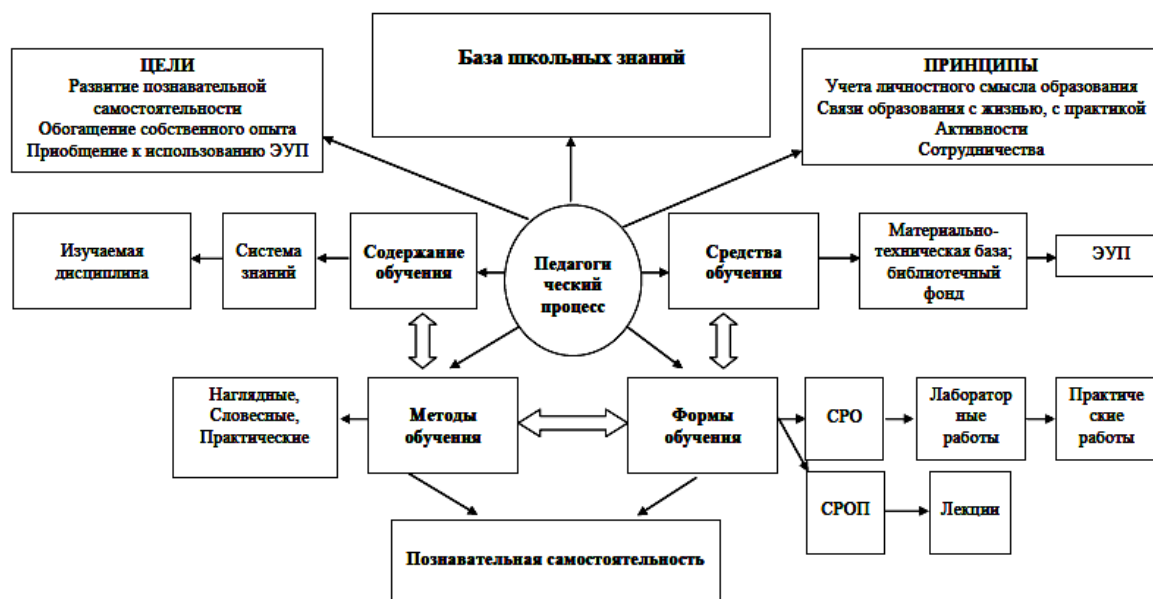 База школьных знаний
ЦЕЛИ
Развитие познавательной
самостоятельности
Обогащение собственного опыта
Приобщение к использованию ЭУП
ПРИНЦИПЫ
Учета личностного смысла образования
Связи образования с жизнью, с практикой
Активности
Сотрудничества
Изучаемая
дисциплина
Система
знаний
Содержание
обучения
Педагоги
ческий
процесс
Средства
обучения
Материально-
техническая база;
библиотечный
фонд
ЭУП
Наглядные,
Словесные,
Практические
Методы
обучения
Формы
обучения
СРО
Лаборатор
ные
работы
Практиче
ские
работы
СРОП
Лекции
Познавательная самостоятельность